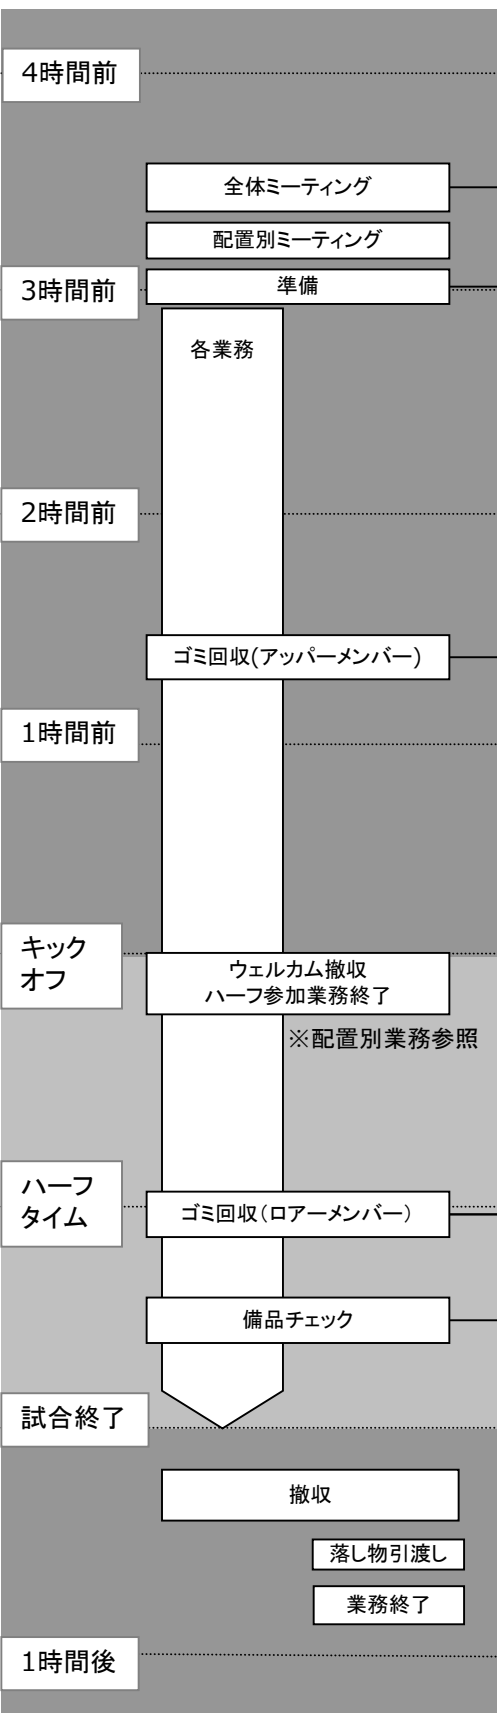 4時間前
全体ミーティング
配置別ミーティング
3時間前
準備
各業務
2時間前
ゴミ回収(アッパーメンバー)
1時間前
キック
オフ
ウェルカム撤収
ハーフ参加業務終了
※配置別業務参照
ハーフ
タイム
ゴミ回収（ロアーメンバー）
備品チェック
試合終了
撤収
落し物引渡し
業務終了
1時間後